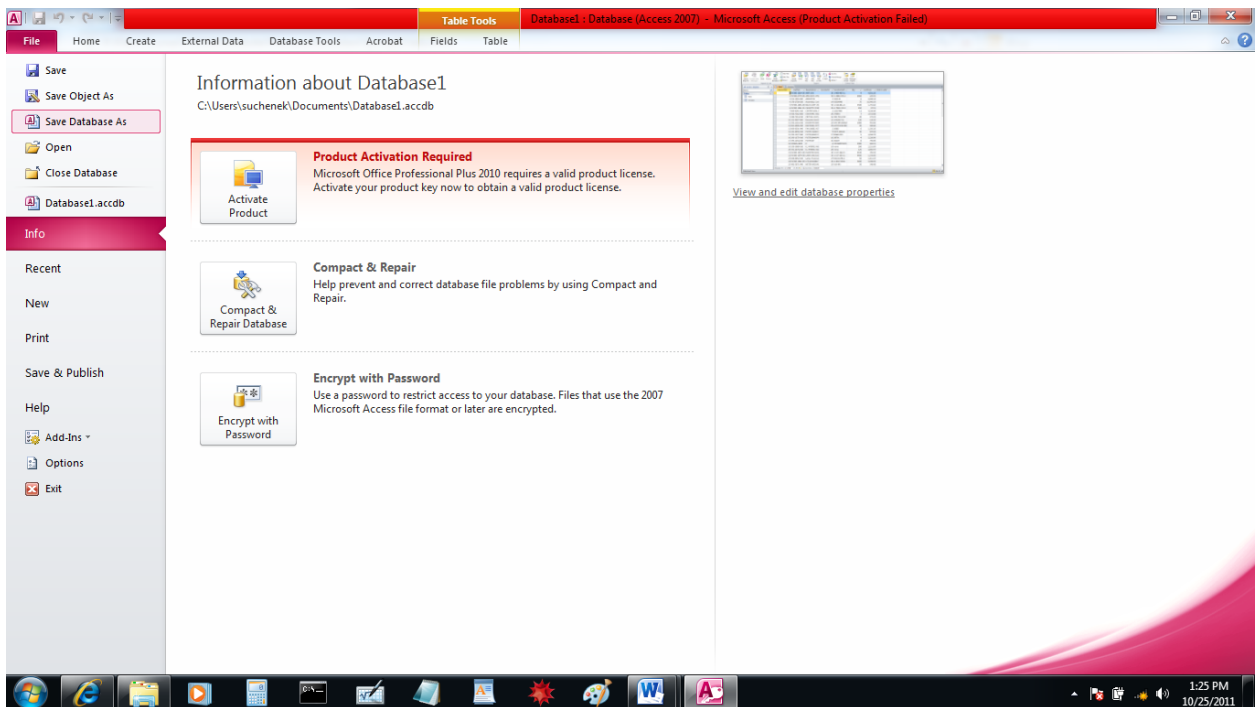 Table Tools
Database1 : Database (Access 2007) - Microsoft Access (Product Activation Failed)
File
Home
Create
External Data
Database Tools
Acrobat
Fields
Table
Save
Save Object As
Save Database As
Open
Close Database
Database1.accdb
Info
Recent
New
Print
Save & Publish
Help
Add-Ins
Options
Exit
Information about Database1
C:\Users\suchenek\Documents\Database1.accdb
Activate
Product
Product Activation Required
Microsoft Office Professional Plus 2010 requires a valid product license.
Activate your product key now to obtain a valid product license.
Compact &
Repair Database
Compact & Repair
Help prevent and correct database file problems by using Compact and
Repair.
Encrypt with
Password
Encrypt with Password
Use a password to restrict access to your database. Files that use the 2007
Microsoft Access file format or later are encrypted.
View and edit database properties
1:25 PM
10/25/2011